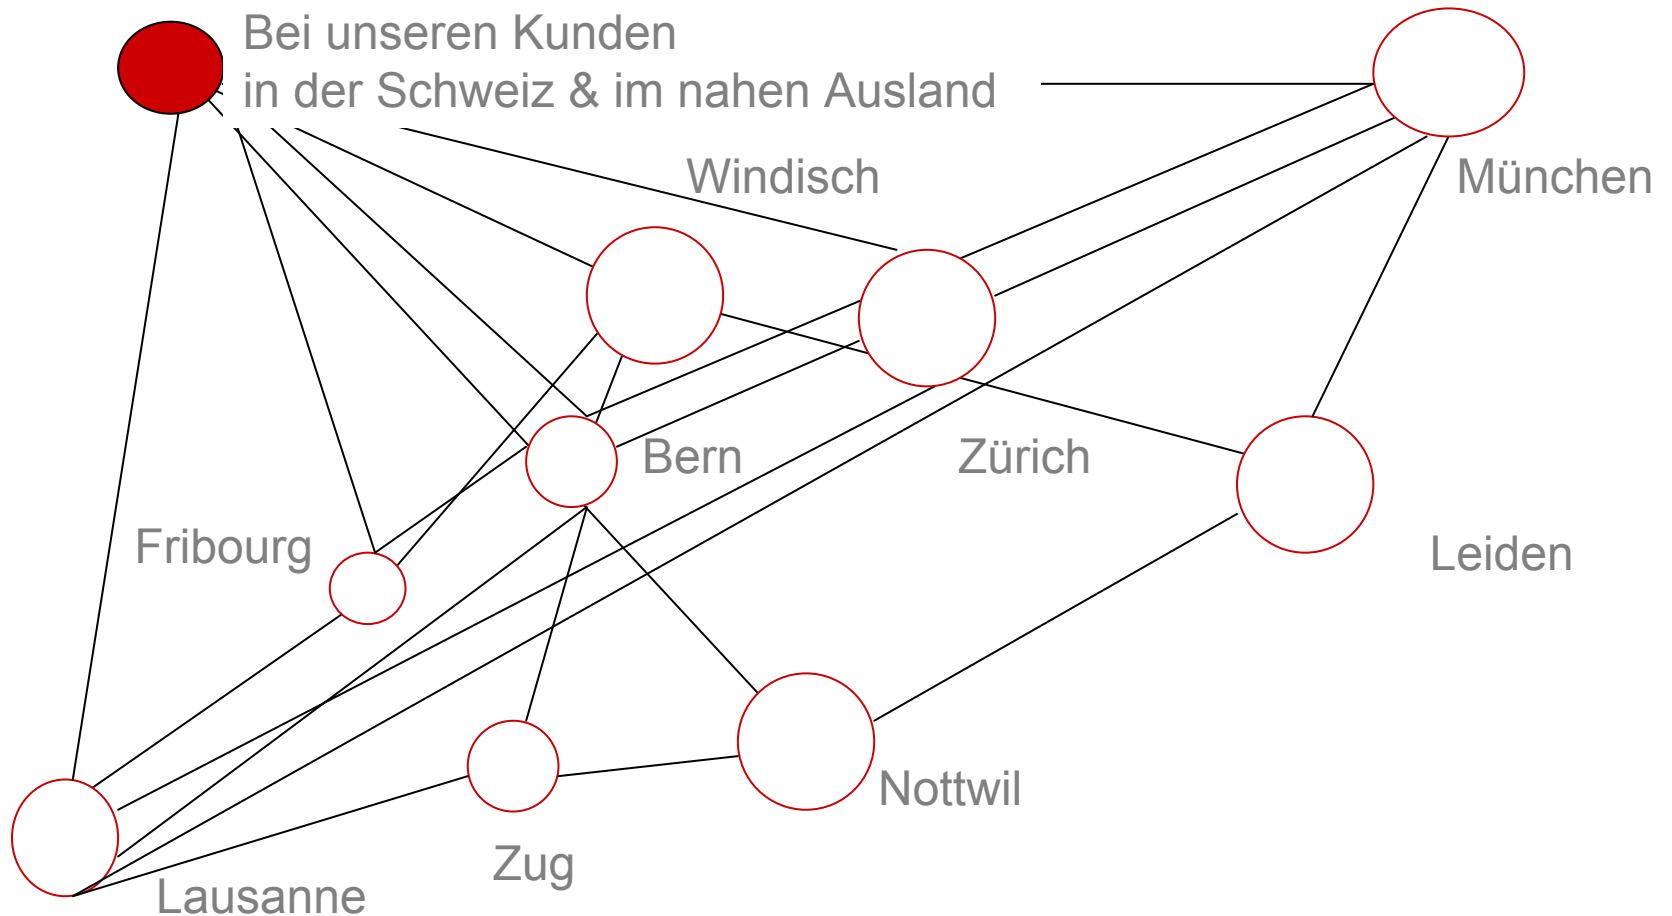 Bei unseren Kunden
in der Schweiz & im nahen Ausland
Windisch
München
Bern
Zürich
Fribourg
Leiden
Nottwil
Zug
Lausanne